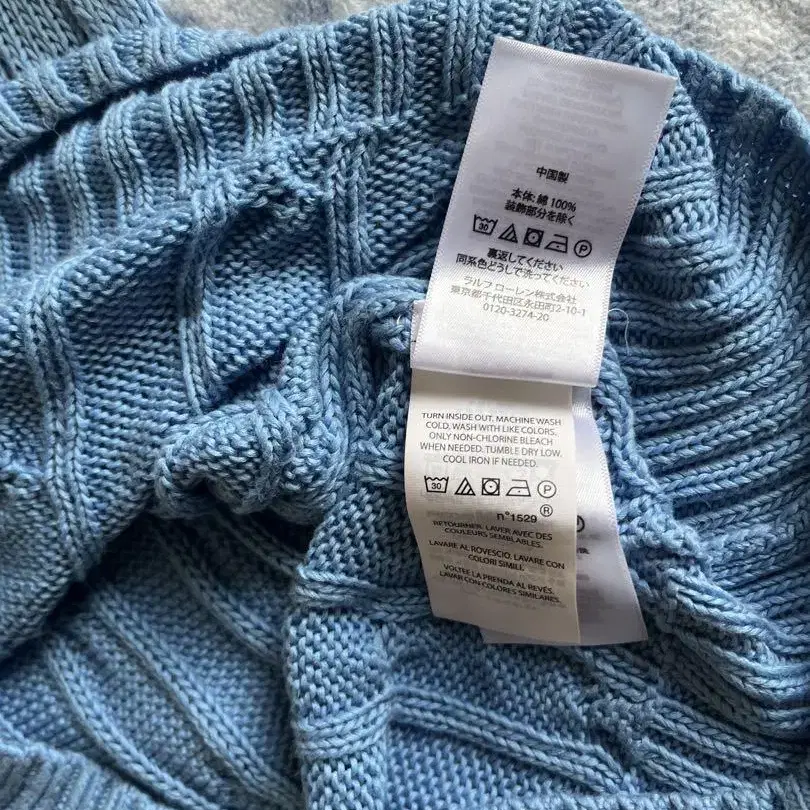 中国製
本体: 綿 100%
装飾部分を除く
30 P
裏返してください
同系色どうしで洗ってください
ラルフ ローレン株式会社
東京都千代田区永田町2-10-1
0120-3274-20
TURN INSIDE OUT. MACHINE WASH
COLD. WASH WITH LIKE COLORS.
ONLY NON-CHLORINE BLEACH
WHEN NEEDED. TUMBLE DRY LOW.
COOL IRON IF NEEDED.
30 P
®
n°1529
RETOURNER. LAVER AVEC DES
COULEURS SEMBLABLES.
LAVARE AL ROVESCIO. LAVARE CON
COLORI SIMILI.
VOLTEE LA PRENDA AL REVÉS.
LAVAR CON COLORES SIMILARES.